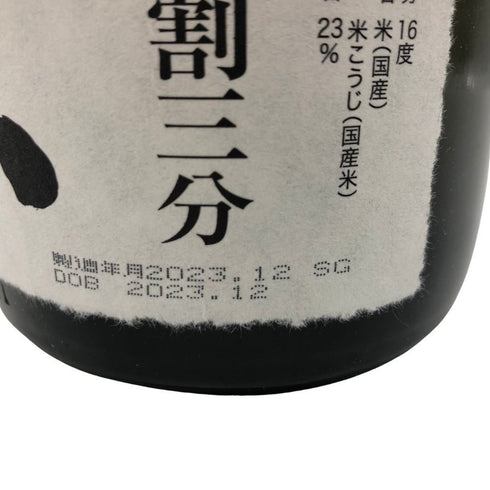 分 16度
米(国産)
米こうじ(国産米)
23%
割三分
製造年月2023.12 SG
DOB 2023.12